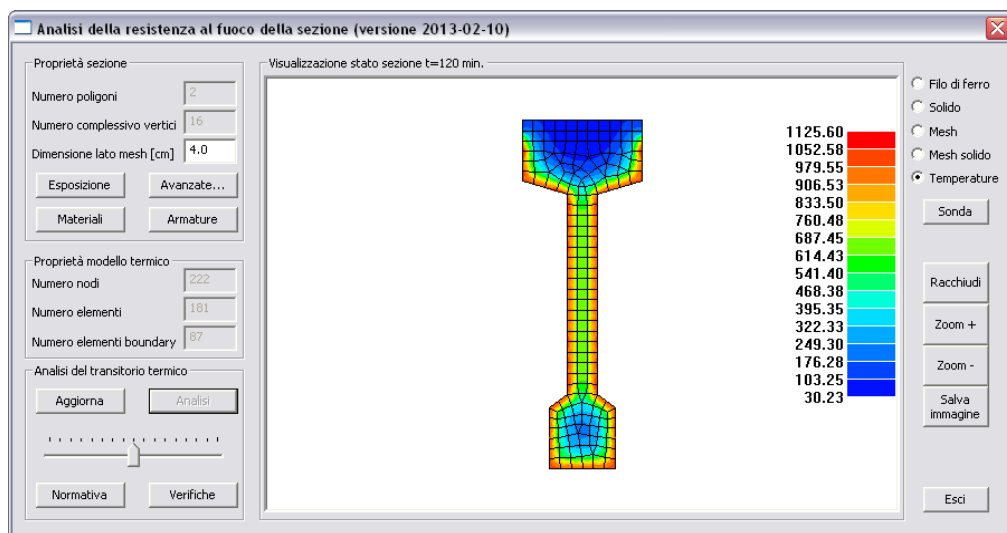 Analisi della resistenza al fuoco della sezione (versione 2013-02-10)
Proprietà sezione
Numero poligoni 2
Numero complessivo vertici 16
Dimensione lato mesh [cm] 4.0
Esposizione Avanzate...
Materiali Armature
Proprietà modello termico
Numero nodi 222
Numero elementi 181
Numero elementi boundary 87
Analisi del transitorio termico
Aggiorna Analisi
Normativa Verifiche
Visualizzazione stato sezione t=120 min.
1125.60
1052.58
979.55
906.53
833.50
760.48
687.45
614.43
541.40
468.38
395.35
322.33
249.30
176.28
103.25
30.23
Filo di ferro
Solido
Mesh
Mesh solido
Temperature
Sonda
Racchiudi
Zoom +
Zoom -
Salva
immagine
Esci